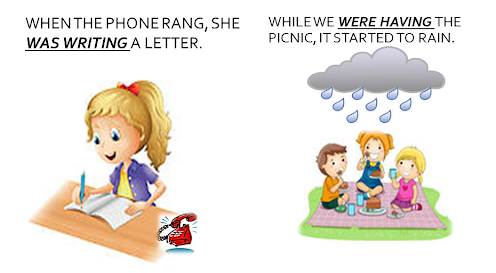 WHEN THE PHONE RANG, SHE
WAS WRITING A LETTER.
WHILE WE WERE HAVING THE
PICNIC, IT STARTED TO RAIN.